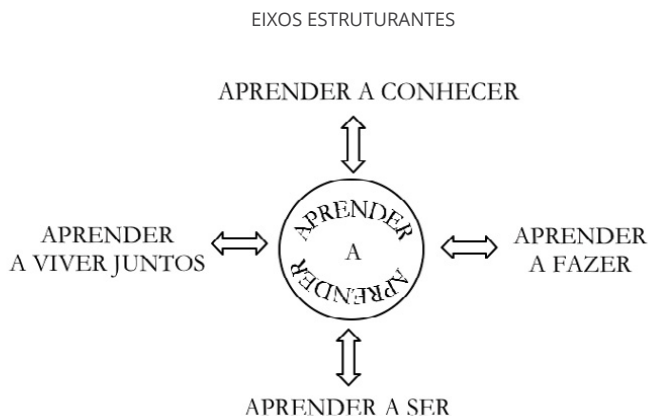 EIXOS ESTRUTURANTES
APRENDER A CONHECER
APRENDER
A VIVER JUNTOS
APRENDER
A
APRENDER
APRENDER
A FAZER
APRENDER A SER